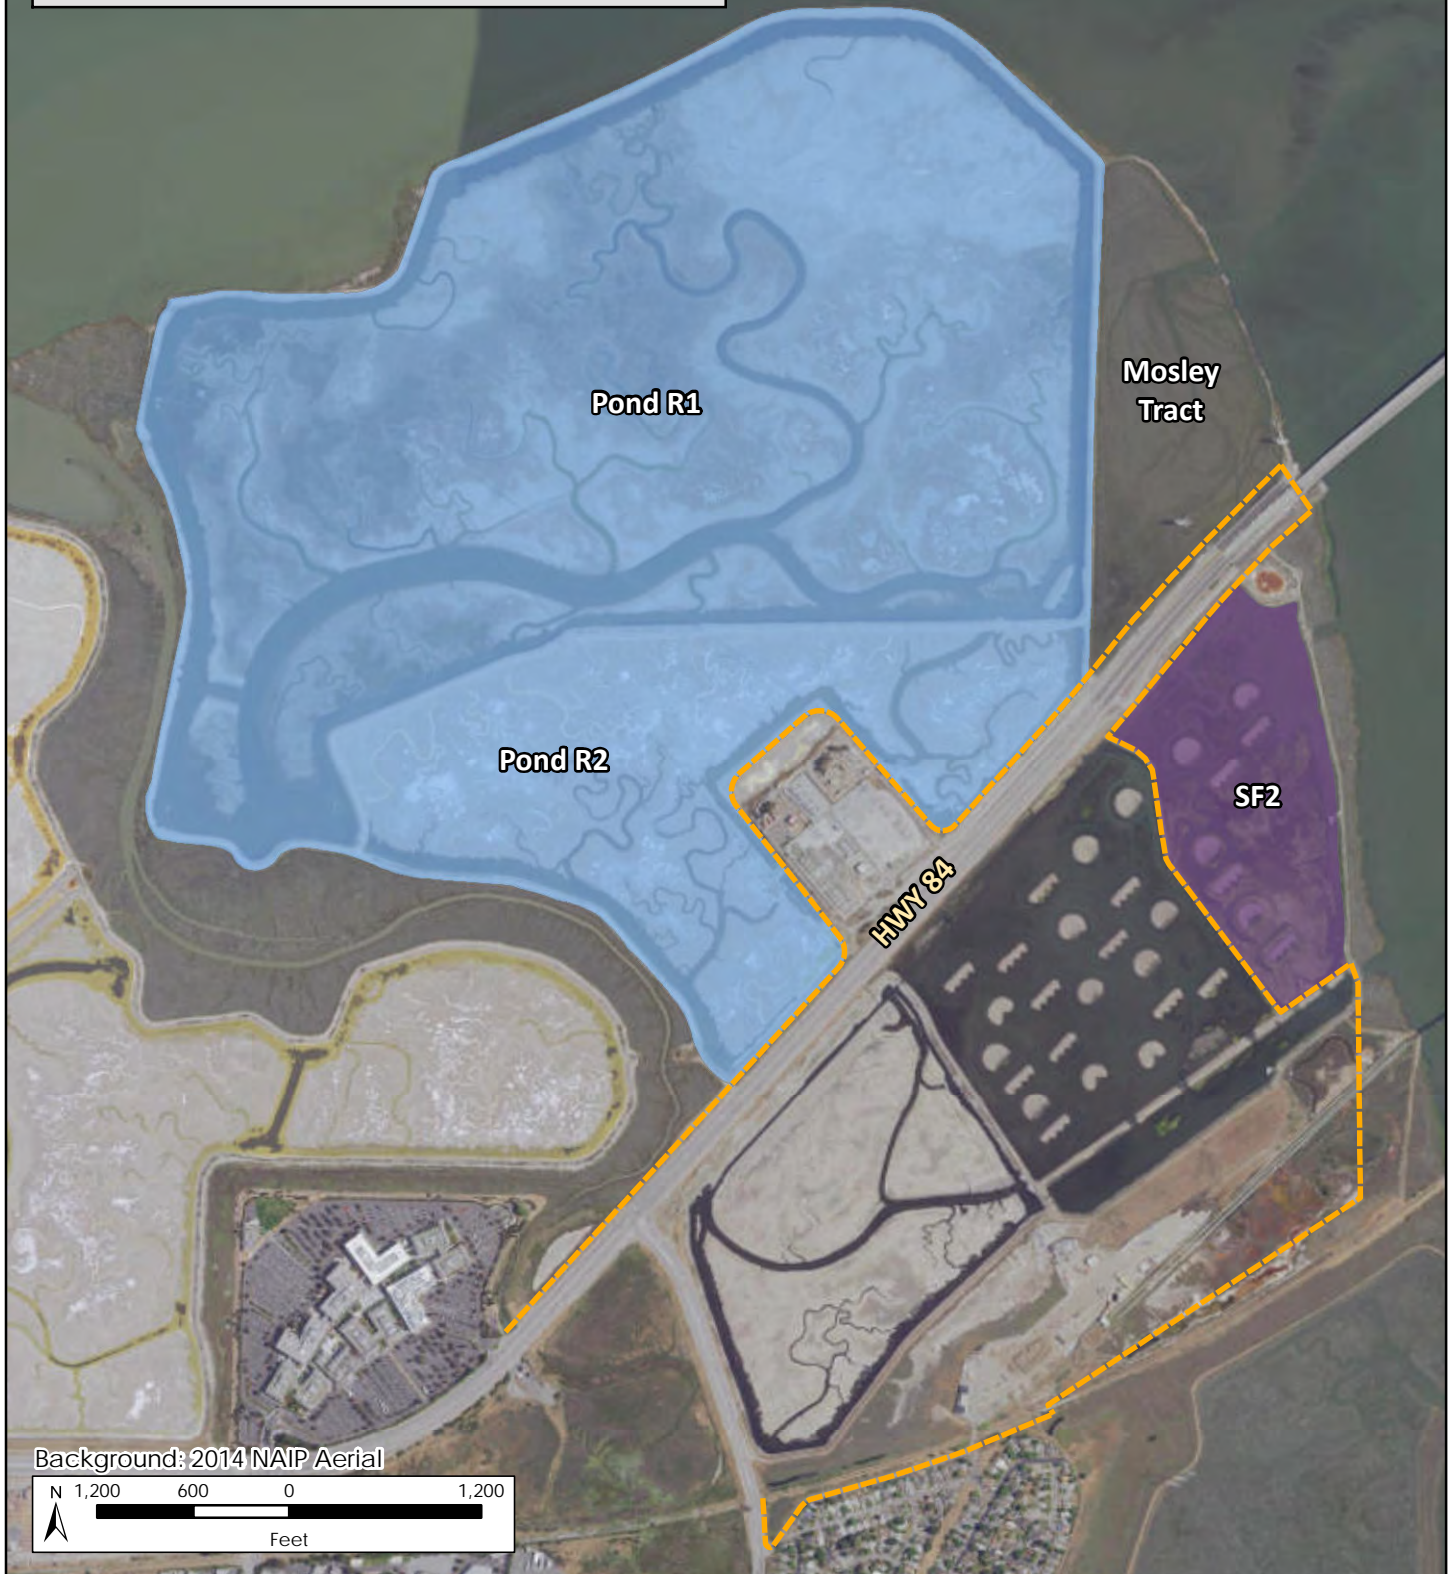 Mosley
Tract
Pond R1
Pond R2
SF2
HWY 84
Background: 2014 NAIP Aerial
N 1,200 600 0 1,200
Feet